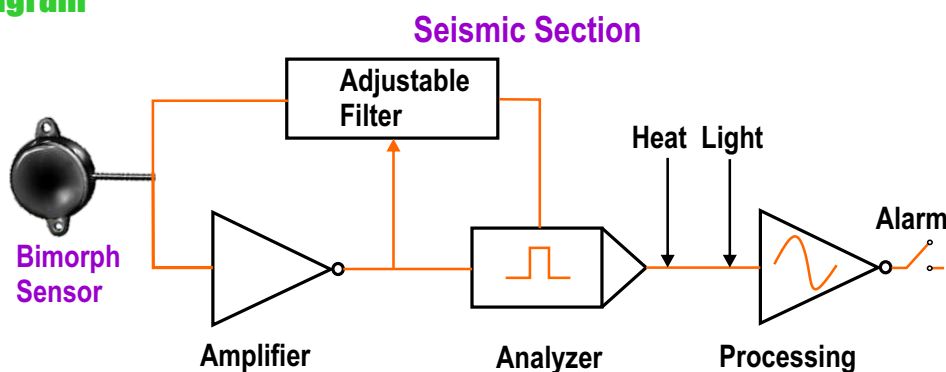 Seismic Section
Adjustable
Filter
Heat Light
Alarm
Bimorph
Sensor
Amplifier
Analyzer
Processing